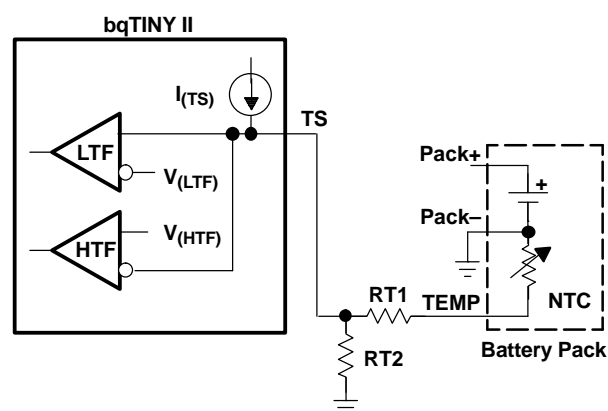 bqTINY II
I(TS)
TS
LTF
V(LTF)
HTF
V(HTF)
Pack+
+
Pack–
RT1
TEMP
NTC
RT2
Battery Pack